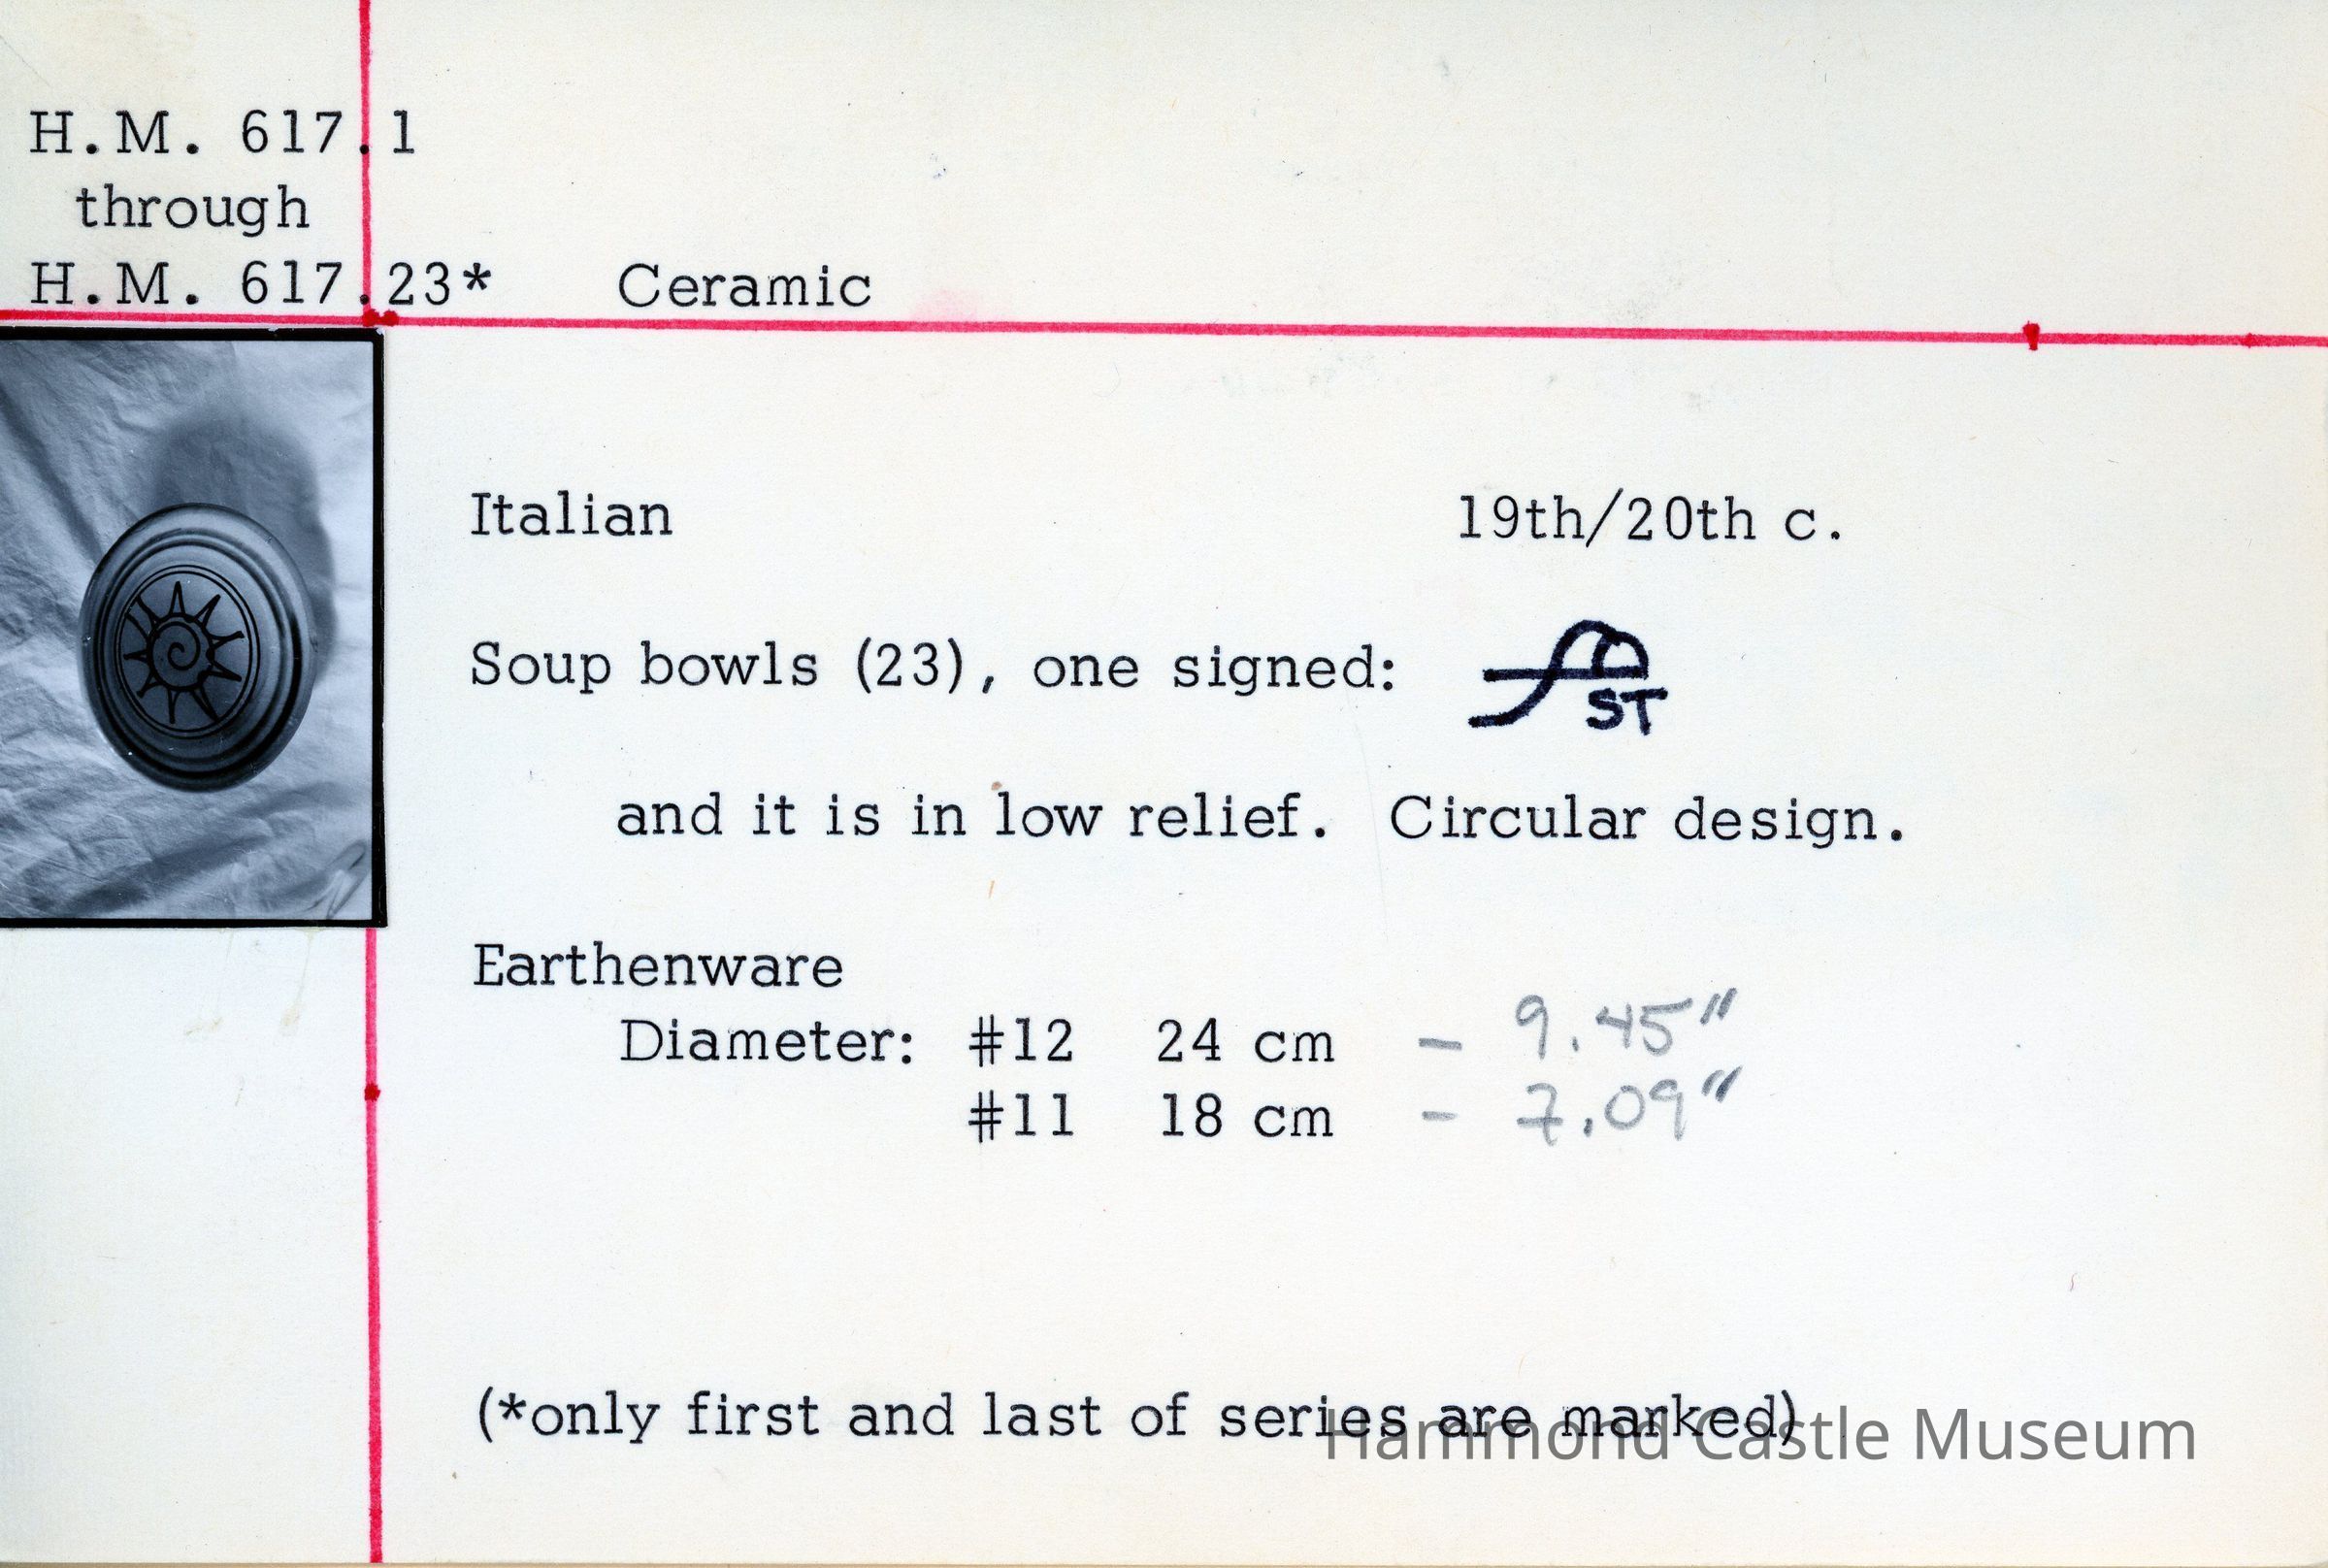 H.M. 617.1
through
H.M. 617.23* Ceramic
Italian 19th/20th c.
Soup bowls (23), one signed: ST
and it is in low relief. Circular design.
Earthenware
Diameter: #12 24 cm - 9.45"
#11 18 cm - 7.09"
(*only first and last of series are marked)
Hammond Castle Museum